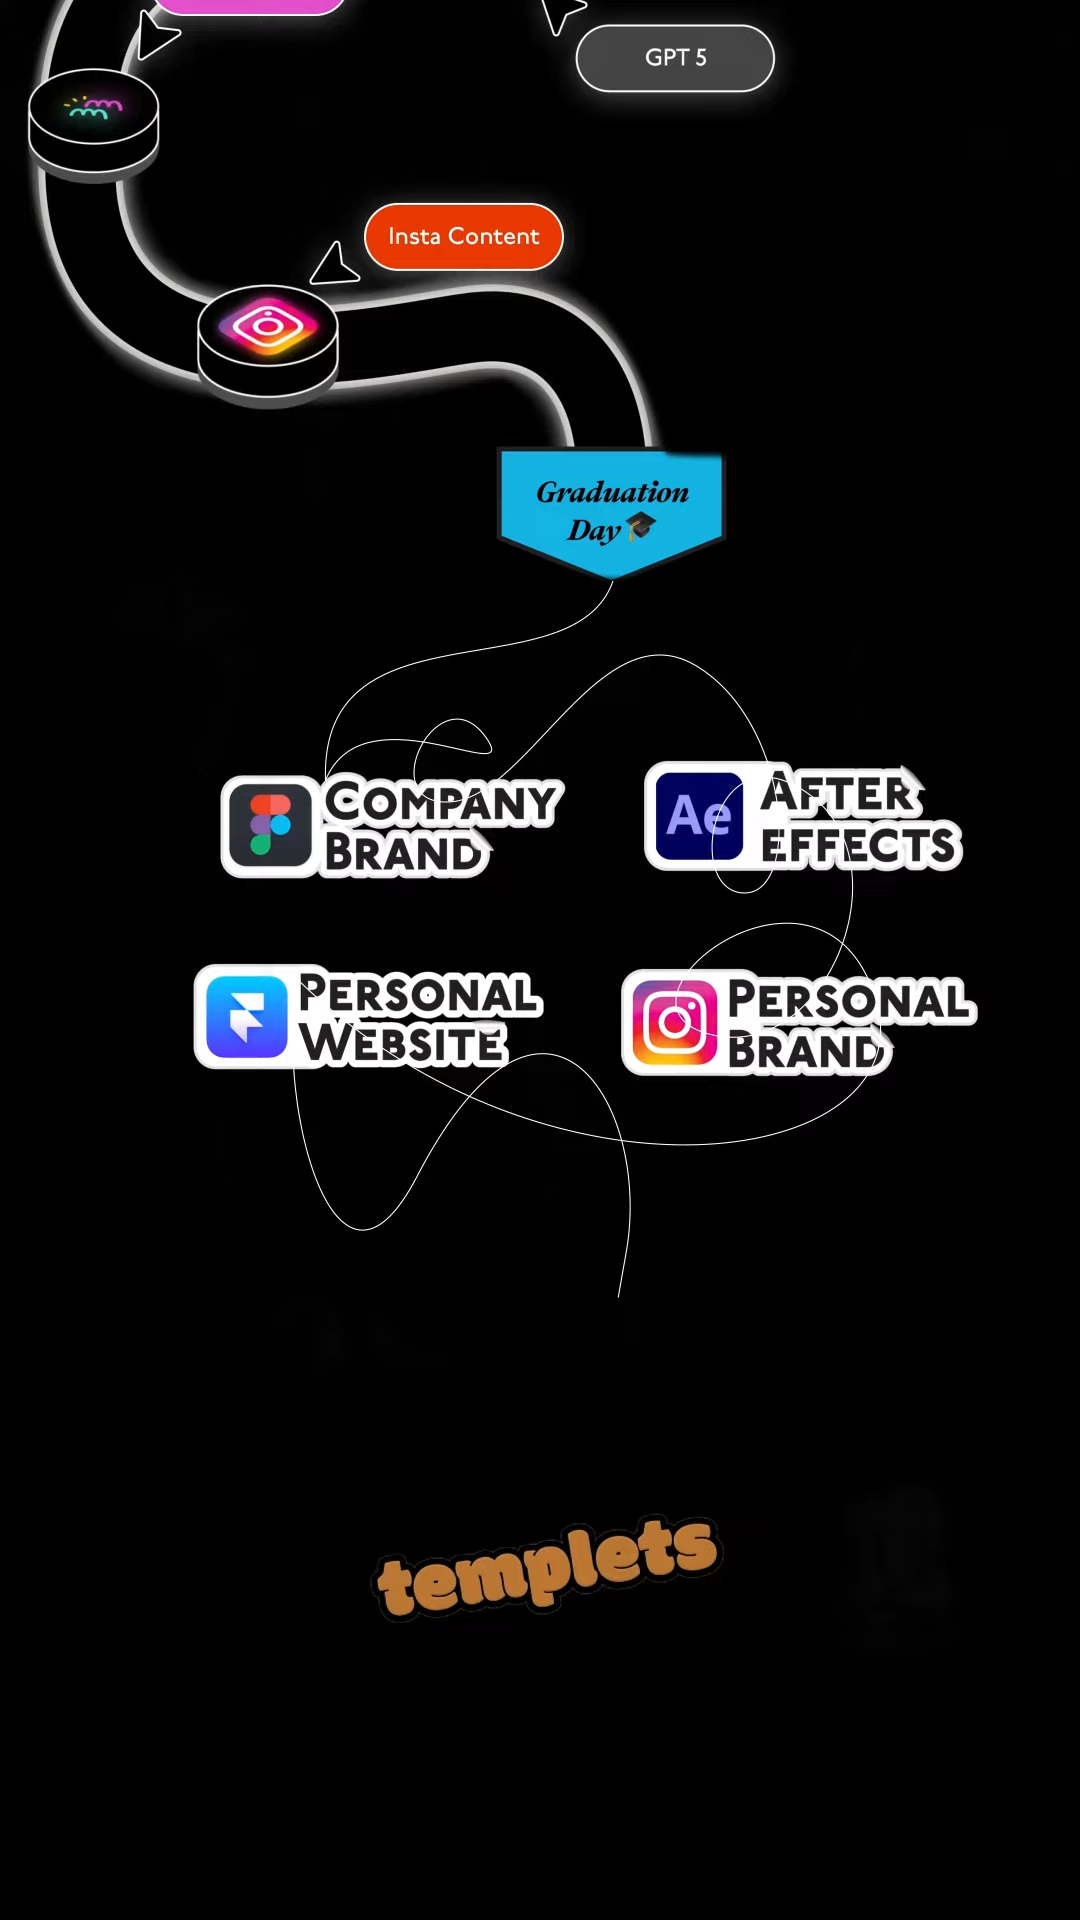 GPT 5
Insta Content
Graduation
Day
COMPANY
BRAND
Ae
AFTER
EFFECTS
PERSONAL
WEBSITE
PERSONAL
BRAND
templets